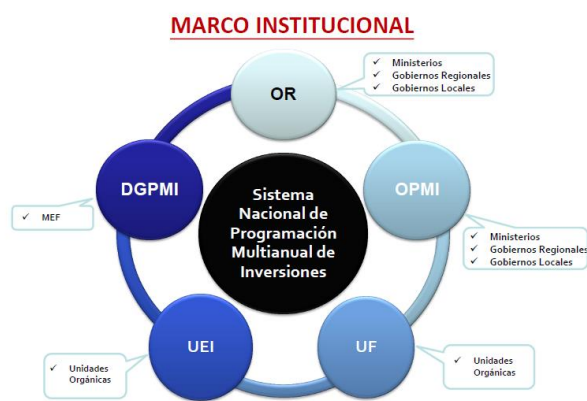 MARCO INSTITUCIONAL
OR
✓ Ministerios
✓ Gobiernos Regionales
✓ Gobiernos Locales
DGPMI
✓ MEF
Sistema
Nacional de
Programación
Multianual de
Inversiones
OPMI
✓ Ministerios
✓ Gobiernos Regionales
✓ Gobiernos Locales
UEI
✓ Unidades
Orgánicas
UF
✓ Unidades
Orgánicas